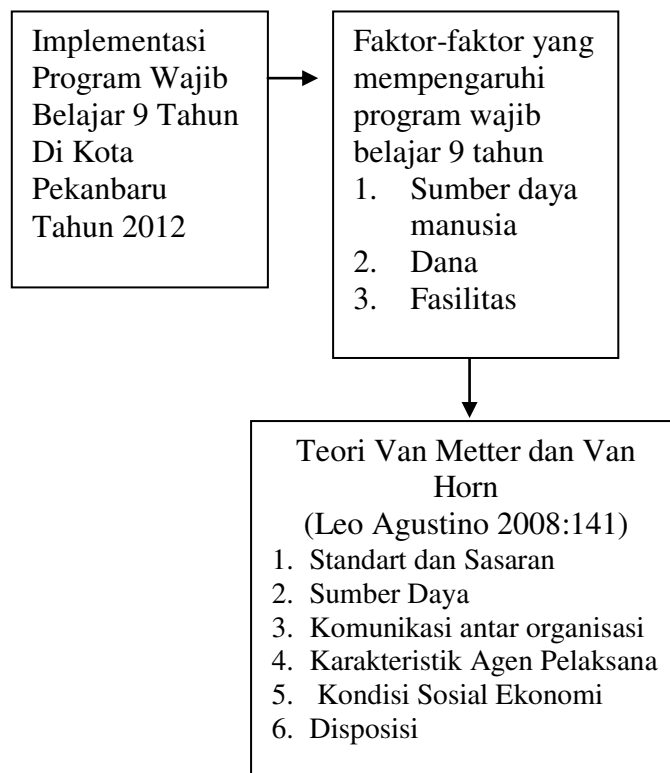 Implementasi
Program Wajib
Belajar 9 Tahun
Di Kota
Pekanbaru
Tahun 2012
Faktor-faktor yang
mempengaruhi
program wajib
belajar 9 tahun
1. Sumber daya
manusia
2. Dana
3. Fasilitas
Teori Van Metter dan Van
Horn
(Leo Agustino 2008:141)
1. Standart dan Sasaran
2. Sumber Daya
3. Komunikasi antar organisasi
4. Karakteristik Agen Pelaksana
5. Kondisi Sosial Ekonomi
6. Disposisi